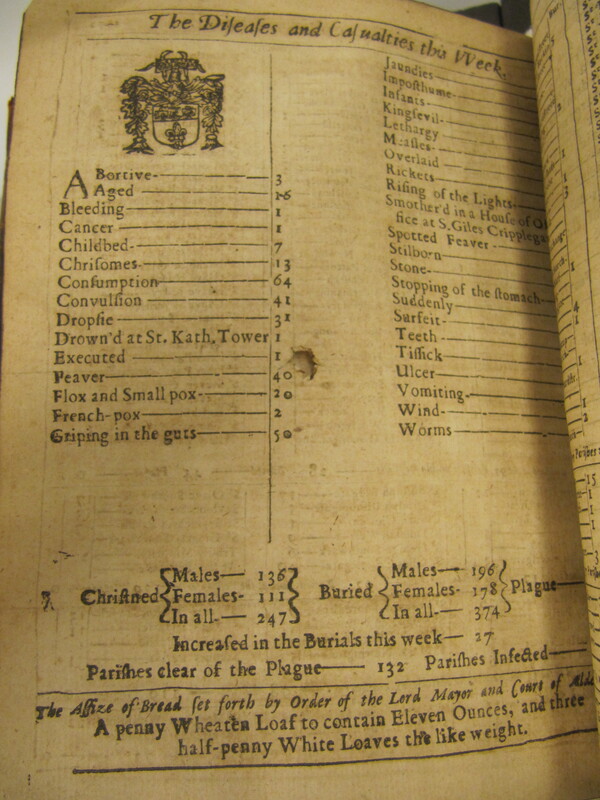 The Diſeaſes and Caſualties this Week.
ABortive 3
Aged 16
Bleeding 1
Cancer 1
Childbed 7
Chriſomes 13
Conſumption 64
Convulſion 41
Dropſie 31
Drown'd at St. Kath. Tower 1
Executed 1
Feaver 40
Flox and Small pox 20
French-pox 2
Griping in the guts 50
Jaundies
Impoſthume
Infants
Kingſevil
Lethargy
Meaſles
Overlaid
Rickets
Riſing of the Lights
Smother'd in a Houſe of
fice at S. Giles Crippleg
Spotted Feaver
Stilborn
Stone
Stopping of the ſtomach
Suddenly
Surfeit
Teeth
Tiſſick
Ulcer
Vomiting
Wind
Worms
Chriſtned { Males— 136 } Buried { Males— 196 } Plague—
{ Females- 111 } { Females- 178 }
{ In all- 247 } { In all- 374 }
Increaſed in the Burials this week— 27
Pariſhes clear of the Plague— 132 Pariſhes Infected—
The Aſſize of Bread ſet forth by Order of the Lord Mayor and Court of Alde
A penny Wheaten Loaf to contain Eleven Ounces, and three
half-penny White Loaves the like weight.